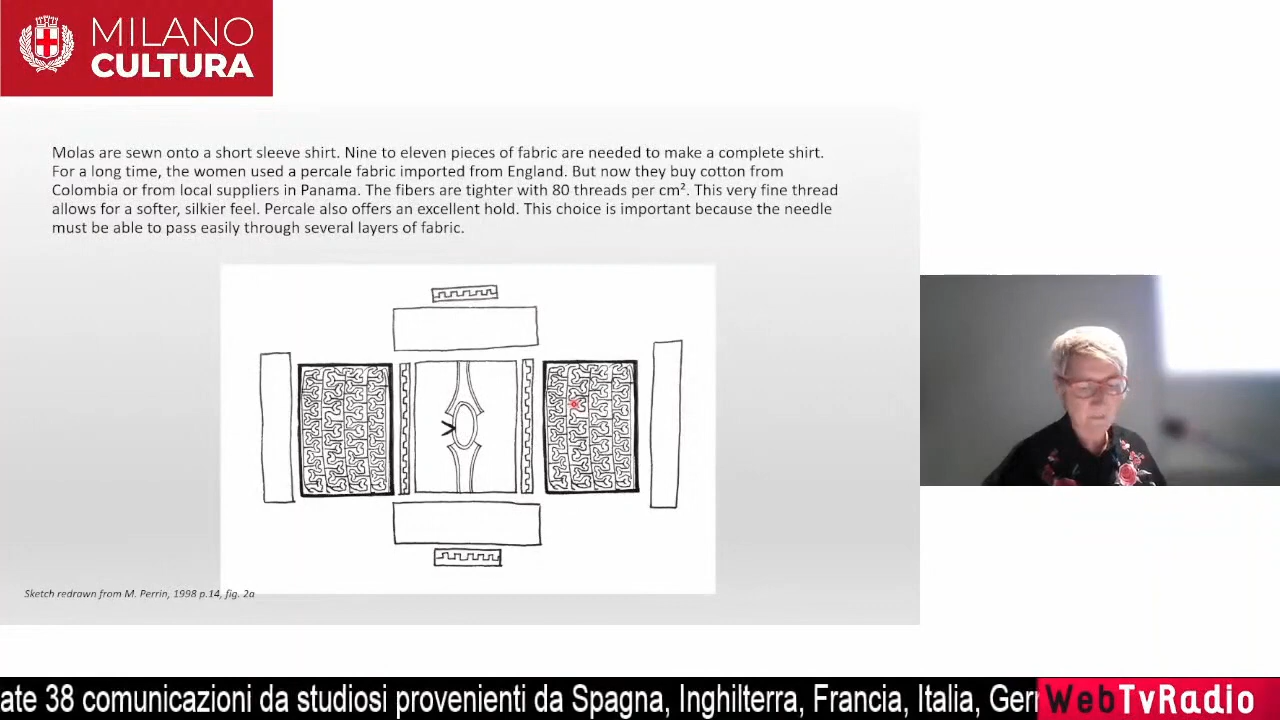 MILANO
CULTURA
Molas are sewn onto a short sleeve shirt. Nine to eleven pieces of fabric are needed to make a complete shirt.
For a long time, the women used a percale fabric imported from England. But now they buy cotton from
Colombia or from local suppliers in Panama. The fibers are tighter with 80 threads per cm². This very fine thread
allows for a softer, silkier feel. Percale also offers an excellent hold. This choice is important because the needle
must be able to pass easily through several layers of fabric.
Sketch redrawn from M. Perrin, 1998 p.14, fig. 2a
ate 38 comunicazioni da studiosi provenienti da Spagna, Inghilterra, Francia, Italia, Ger
WebTvRadio